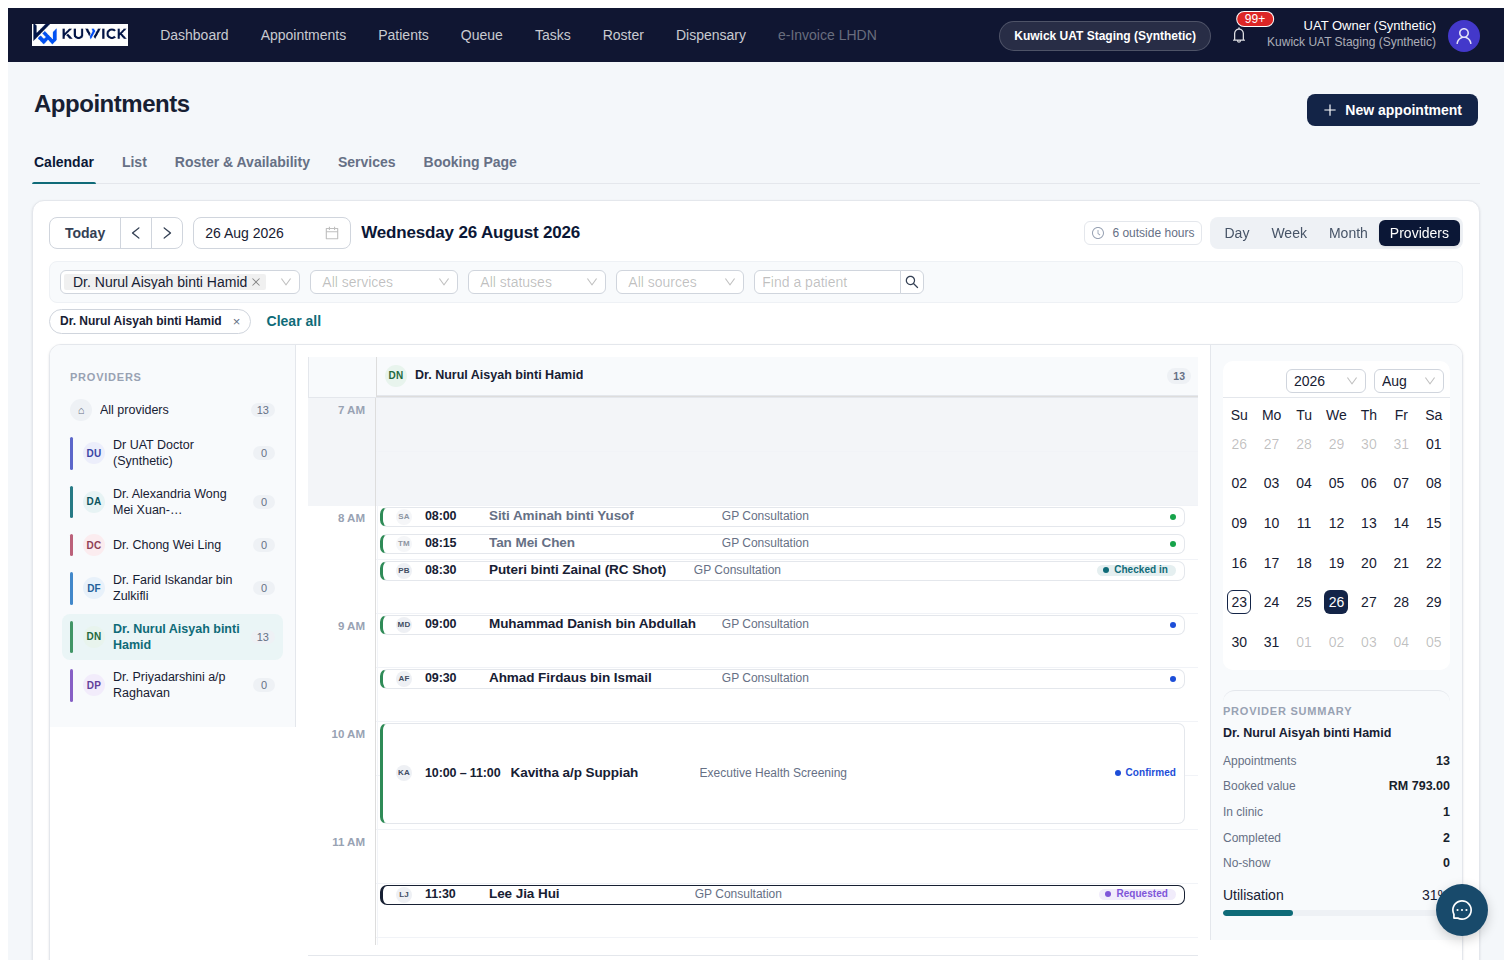 KUWICK
Dashboard
Appointments
Patients
Queue
Tasks
Roster
Dispensary
e-Invoice LHDN
Kuwick UAT Staging (Synthetic)
99+
UAT Owner (Synthetic)
Kuwick UAT Staging (Synthetic)
Appointments
New appointment
Calendar
List
Roster & Availability
Services
Booking Page
Today
26 Aug 2026
Wednesday 26 August 2026
6 outside hours
Day
Week
Month
Providers
Dr. Nurul Aisyah binti Hamid
All services
All statuses
All sources
Find a patient
Dr. Nurul Aisyah binti Hamid ×
Clear all
PROVIDERS
All providers 13
DU Dr UAT Doctor
(Synthetic) 0
DA Dr. Alexandria Wong
Mei Xuan-… 0
DC Dr. Chong Wei Ling 0
DF Dr. Farid Iskandar bin
Zulkifli 0
DN Dr. Nurul Aisyah binti
Hamid 13
DP Dr. Priyadarshini a/p
Raghavan 0
DN Dr. Nurul Aisyah binti Hamid 13
7 AM
8 AM
SA 08:00 Siti Aminah binti Yusof GP Consultation
TM 08:15 Tan Mei Chen GP Consultation
PB 08:30 Puteri binti Zainal (RC Shot) GP Consultation Checked in
9 AM
MD 09:00 Muhammad Danish bin Abdullah GP Consultation
AF 09:30 Ahmad Firdaus bin Ismail GP Consultation
10 AM
KA 10:00 – 11:00 Kavitha a/p Suppiah Executive Health Screening Confirmed
11 AM
LJ 11:30 Lee Jia Hui GP Consultation Requested
2026 Aug
Su Mo Tu We Th Fr Sa
26 27 28 29 30 31 01
02 03 04 05 06 07 08
09 10 11 12 13 14 15
16 17 18 19 20 21 22
23 24 25 26 27 28 29
30 31 01 02 03 04 05
PROVIDER SUMMARY
Dr. Nurul Aisyah binti Hamid
Appointments 13
Booked value RM 793.00
In clinic 1
Completed 2
No-show 0
Utilisation 31%